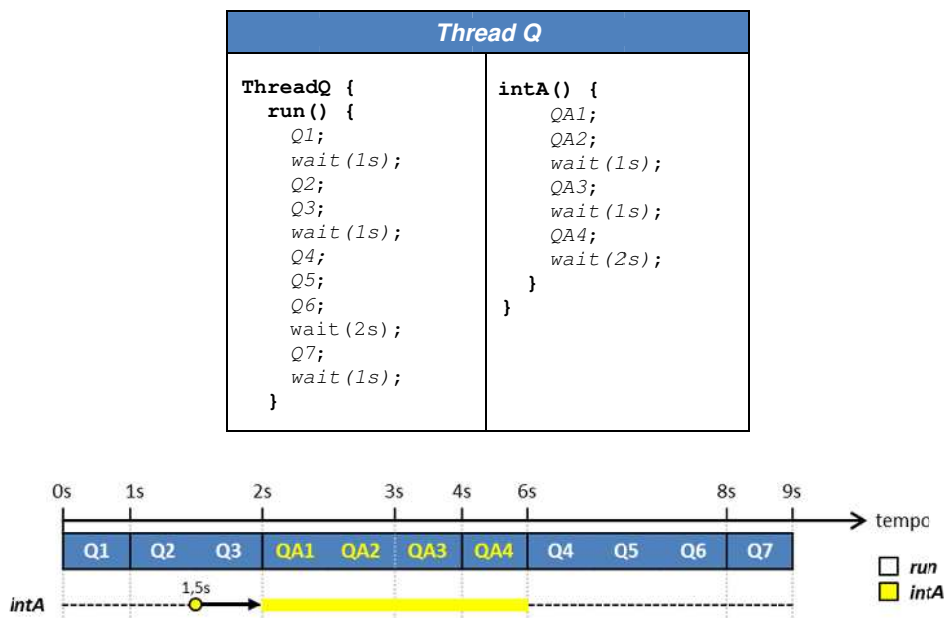 Thread Q
ThreadQ {
run() {
Q1;
wait(1s);
Q2;
Q3;
wait(1s);
Q4;
Q5;
Q6;
wait(2s);
Q7;
wait(1s);
}
intA() {
QA1;
QA2;
wait(1s);
QA3;
wait(1s);
QA4;
wait(2s);
}
}
0s 1s 2s 3s 4s 6s 8s 9s
tempo
Q1 Q2 Q3 QA1 QA2 QA3 QA4 Q4 Q5 Q6 Q7
run
1,5s
intA
intA